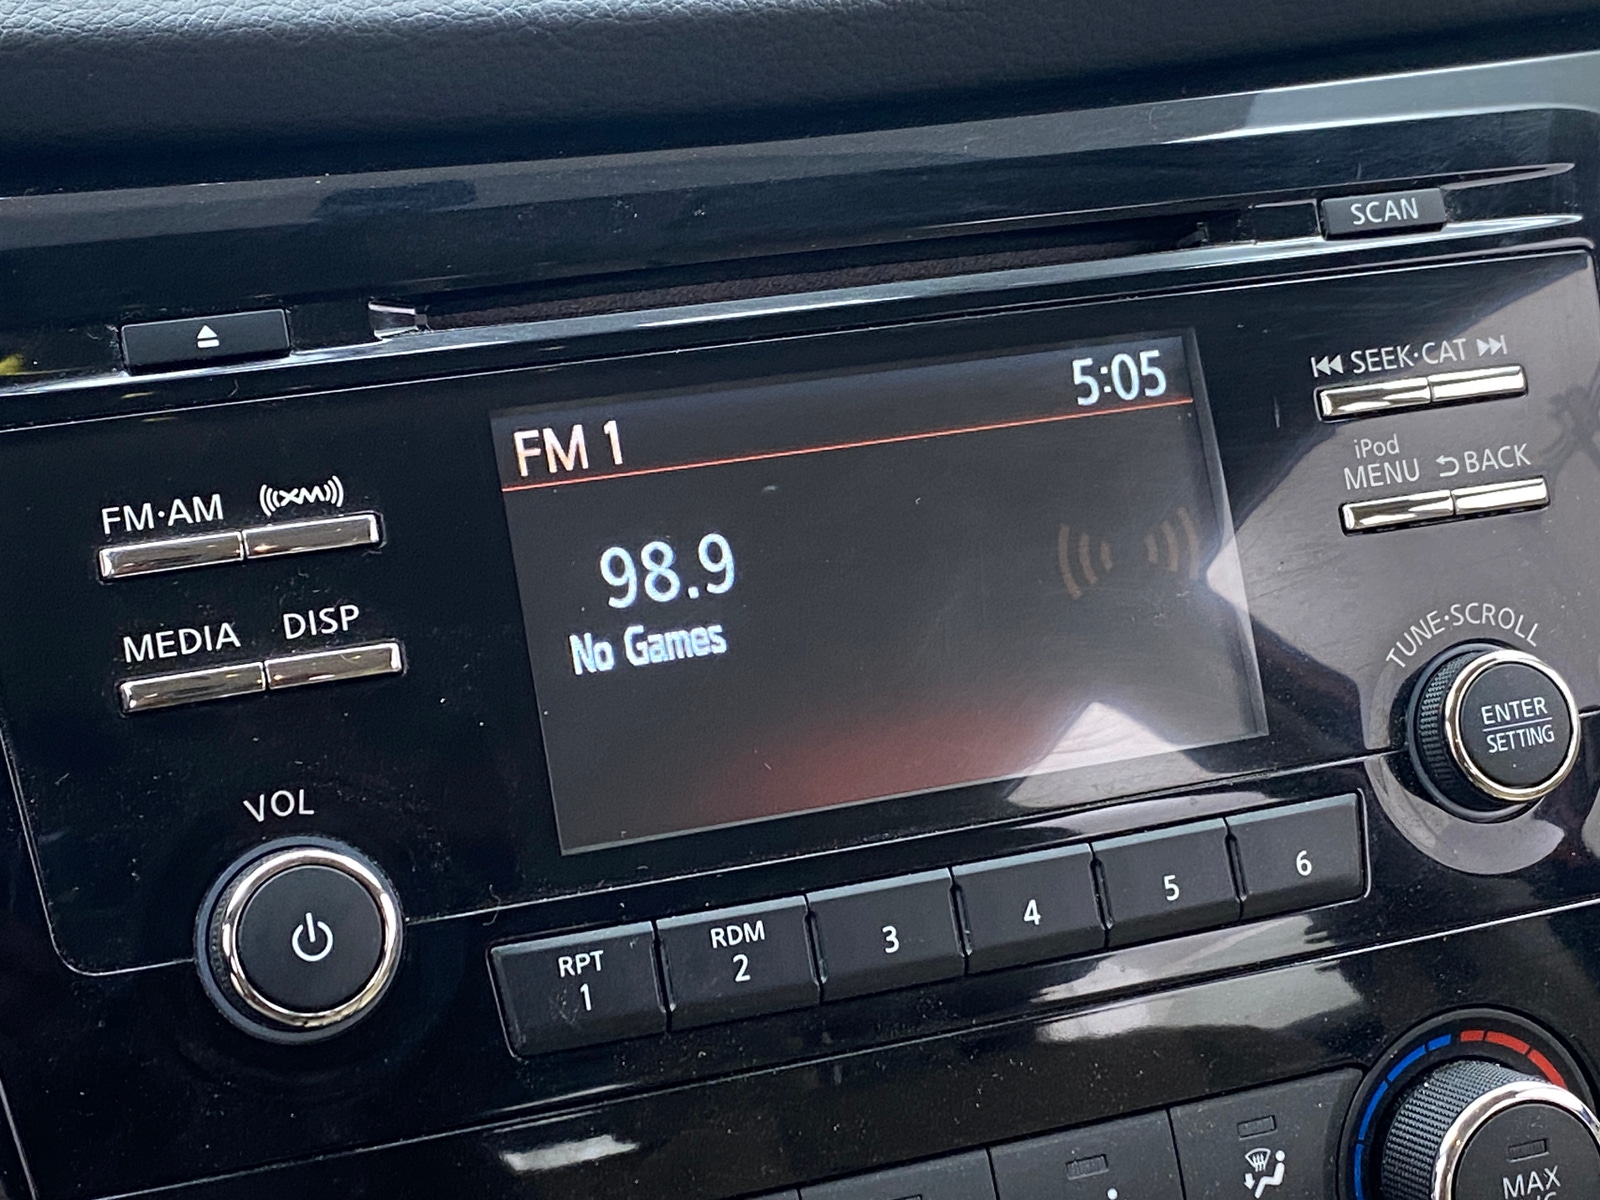 SCAN
5:05
FM 1
SEEK·CAT
FM·AM
XM
iPod
MENU
BACK
98.9
No Games
MEDIA
DISP
TUNE·SCROLL
ENTER
SETTING
VOL
RPT
1
RDM
2
3
4
5
6
MAX